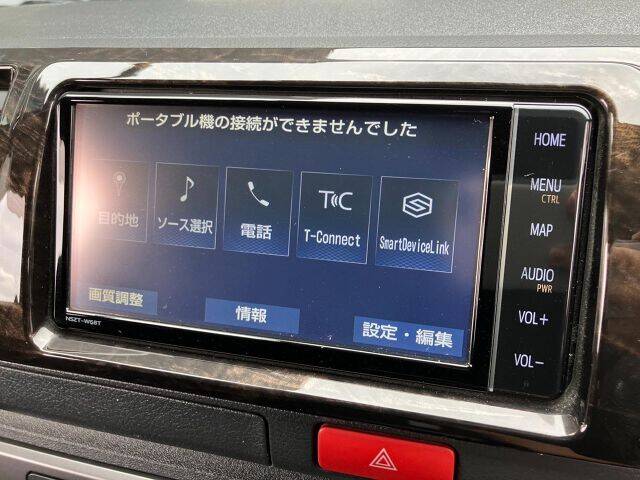 ポータブル機の接続ができませんでした
目的地
ソース選択
電話
T-Connect
SmartDeviceLink
画質調整
情報
設定・編集
NSZT-W68T
HOME
MENU
CTRL
MAP
AUDIO
PWR
VOL+
VOL-